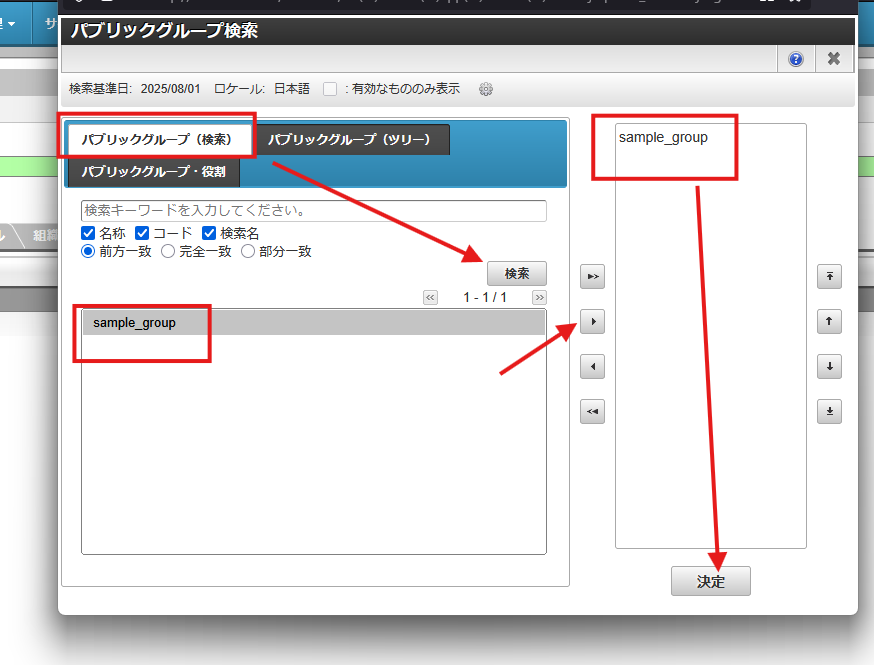 サ
パブリックグループ検索
検索基準日: 2025/08/01 ロケール: 日本語 : 有効なもののみ表示
パブリックグループ（検索） パブリックグループ（ツリー）
パブリックグループ・役割
sample_group
検索キーワードを入力してください。
名称 コード 検索名
前方一致 完全一致 部分一致
組織
検索
1 - 1 / 1
sample_group
決定